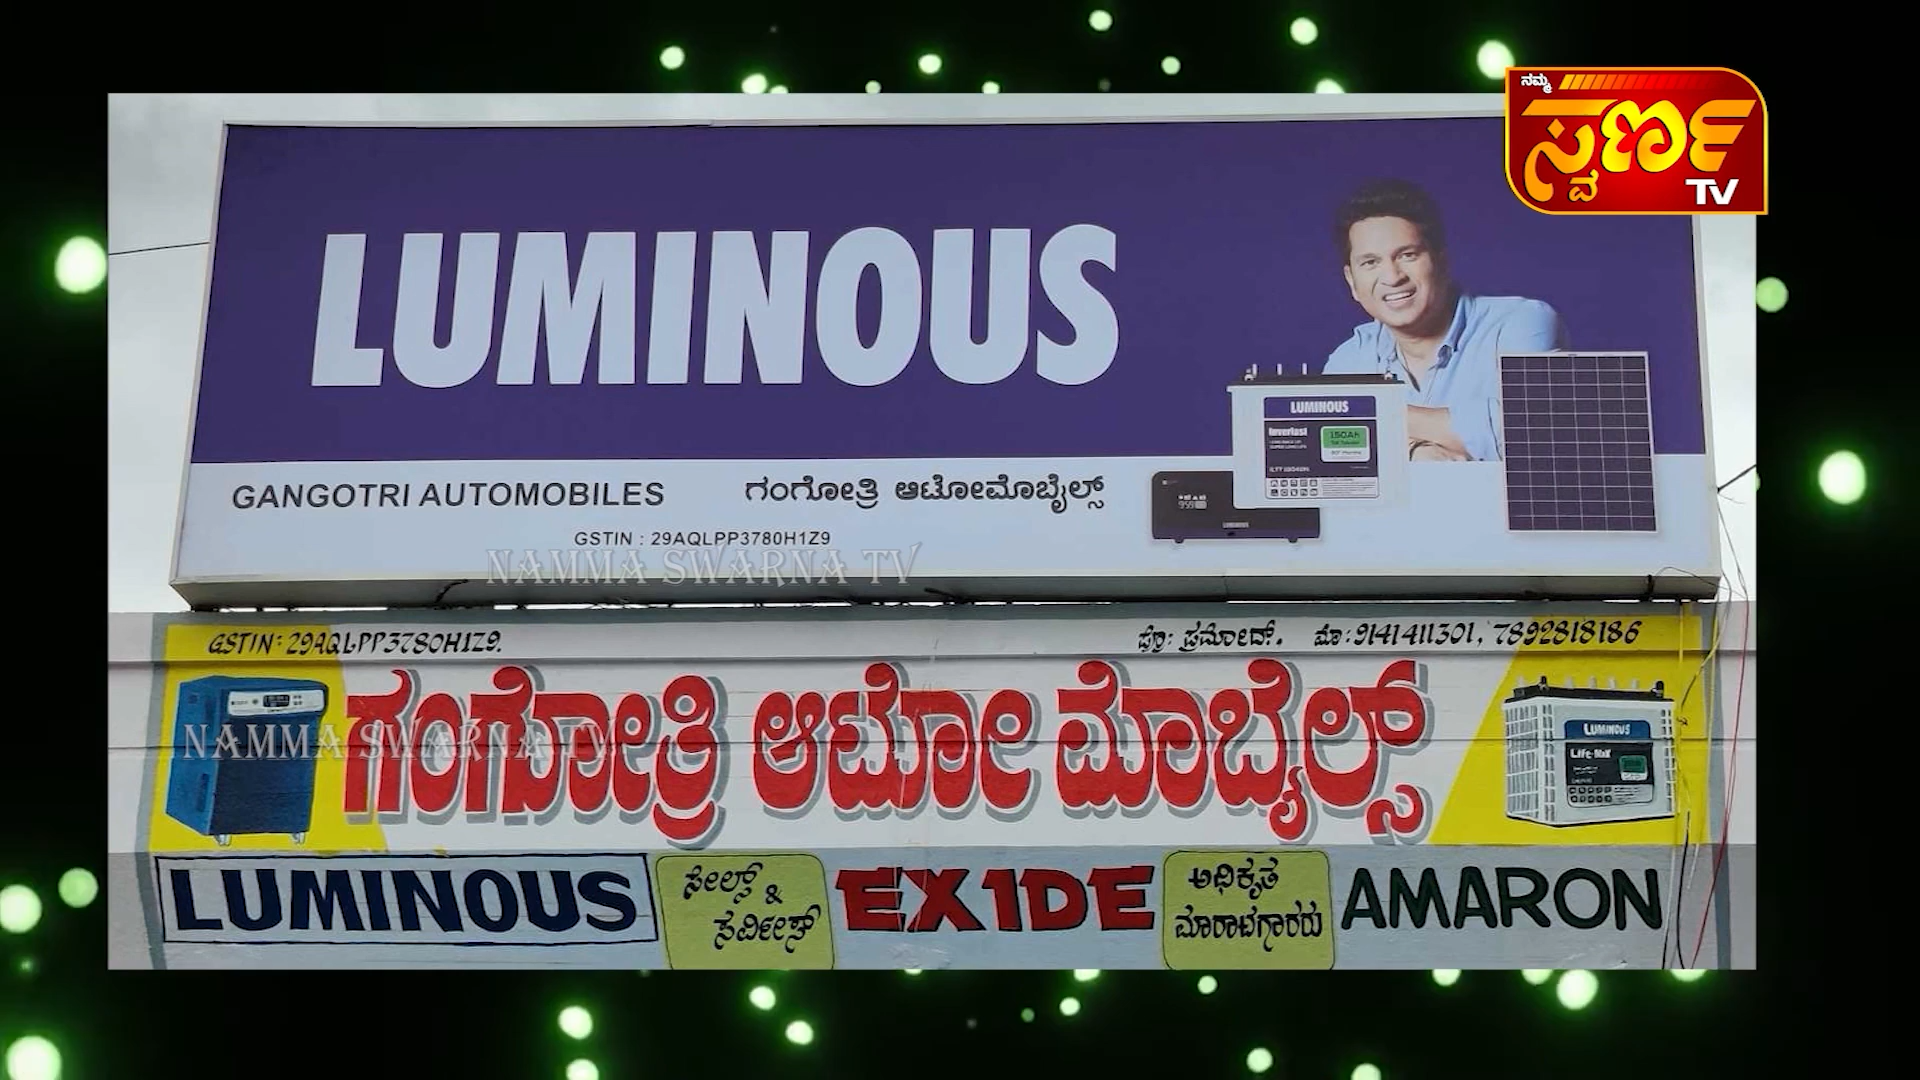 ನಮ್ಮ
ಸ್ವರ್ಣ
TV
LUMINOUS
LUMINOUS
Inverlast
150Ah
GANGOTRI AUTOMOBILES ಗಂಗೋತ್ರಿ ಆಟೋಮೊಬೈಲ್ಸ್
GSTIN : 29AQLPP3780H1Z9
NAMMA SWARNA TV
GSTIN: 29AQLPP3780H1Z9. ಪ್ರೊ: ಪ್ರಮೋದ್. ಮೊ:9141411301, 7892818186
ಗಂಗೋತ್ರಿ ಆಟೋ ಮೊಬೈಲ್ಸ್
NAMMA SWARNA TV
LUMINOUS
Life-Max
LUMINOUS ಸೇಲ್ಸ್ & ಸರ್ವೀಸ್ EXIDE ಅಧಿಕೃತ ಮಾರಾಟಗಾರರು AMARON